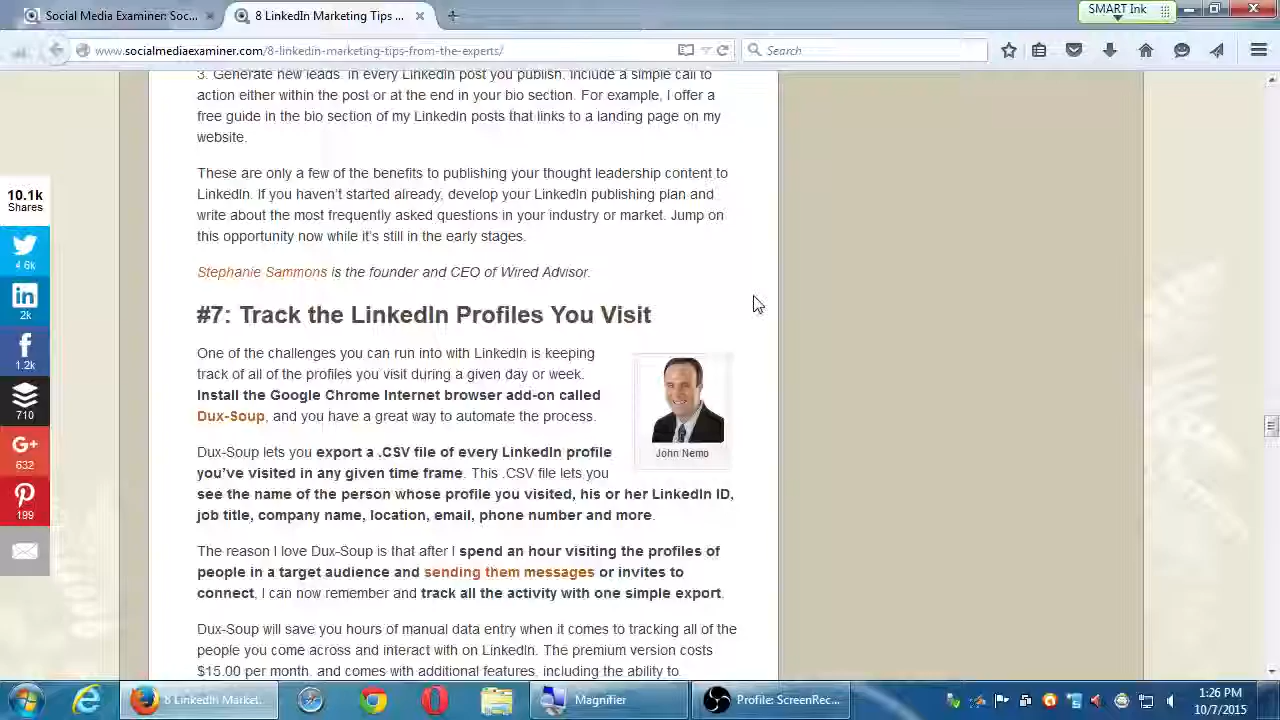 Social Media Examiner: Soc...
8 LinkedIn Marketing Tips ...
SMART Ink
www.socialmediaexaminer.com/8-linkedin-marketing-tips-from-the-experts/
Search
3. Generate new leads in every LinkedIn post you publish. Include a simple call to
action either within the post or at the end in your bio section. For example, I offer a
free guide in the bio section of my LinkedIn posts that links to a landing page on my
website.
These are only a few of the benefits to publishing your thought leadership content to
LinkedIn. If you haven't started already, develop your LinkedIn publishing plan and
write about the most frequently asked questions in your industry or market. Jump on
this opportunity now while it's still in the early stages.
Stephanie Sammons is the founder and CEO of Wired Advisor.
#7: Track the LinkedIn Profiles You Visit
One of the challenges you can run into with LinkedIn is keeping
track of all of the profiles you visit during a given day or week.
Install the Google Chrome Internet browser add-on called
Dux-Soup, and you have a great way to automate the process.
John Nemo
Dux-Soup lets you export a .CSV file of every LinkedIn profile
you've visited in any given time frame. This .CSV file lets you
see the name of the person whose profile you visited, his or her LinkedIn ID,
job title, company name, location, email, phone number and more.
The reason I love Dux-Soup is that after I spend an hour visiting the profiles of
people in a target audience and sending them messages or invites to
connect, I can now remember and track all the activity with one simple export.
Dux-Soup will save you hours of manual data entry when it comes to tracking all of the
people you come across and interact with on LinkedIn. The premium version costs
$15.00 per month, and comes with additional features, including the ability to
10.1k
Shares
4.6k
in
2k
f
1.2k
710
G+
632
199
8 LinkedIn Market...
Magnifier
Profile: ScreenRec...
1:26 PM
10/7/2015